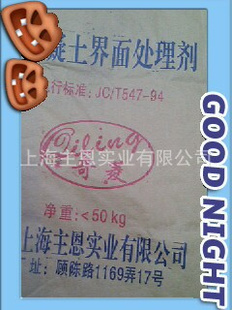 凝土界面处理剂
执行标准：JC/T547-94
Qiling
净重：<50kg
上海主恩实业有限公司
上海主恩实业有限公司
址：顾陈路1169弄17号
GOOD NIGHT